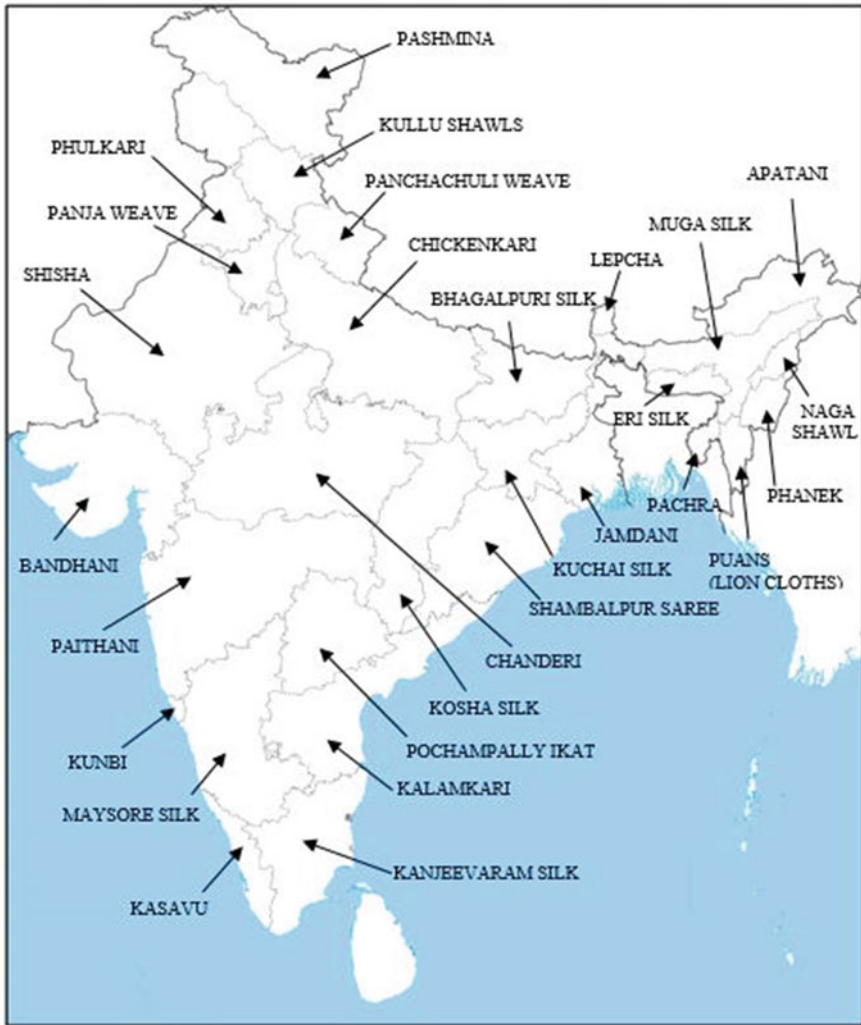 PASHMINA
KULLU SHAWLS
PHULKARI
PANCHACHULI WEAVE
APATANI
PANJA WEAVE
MUGA SILK
CHICKENKARI
LEPCHA
SHISHA
BHAGALPURI SILK
ERI SILK
NAGA
SHAWL
PACHRA
PHANEK
JAMDANI
BANDHANI
KUCHAI SILK
PUANS
(LION CLOTHS)
SHAMBALPUR SAREE
PAITHANI
CHANDERI
KOSHA SILK
KUNBI
POCHAMPALLY IKAT
KALAMKARI
MAYSORE SILK
KANJEEVARAM SILK
KASAVU